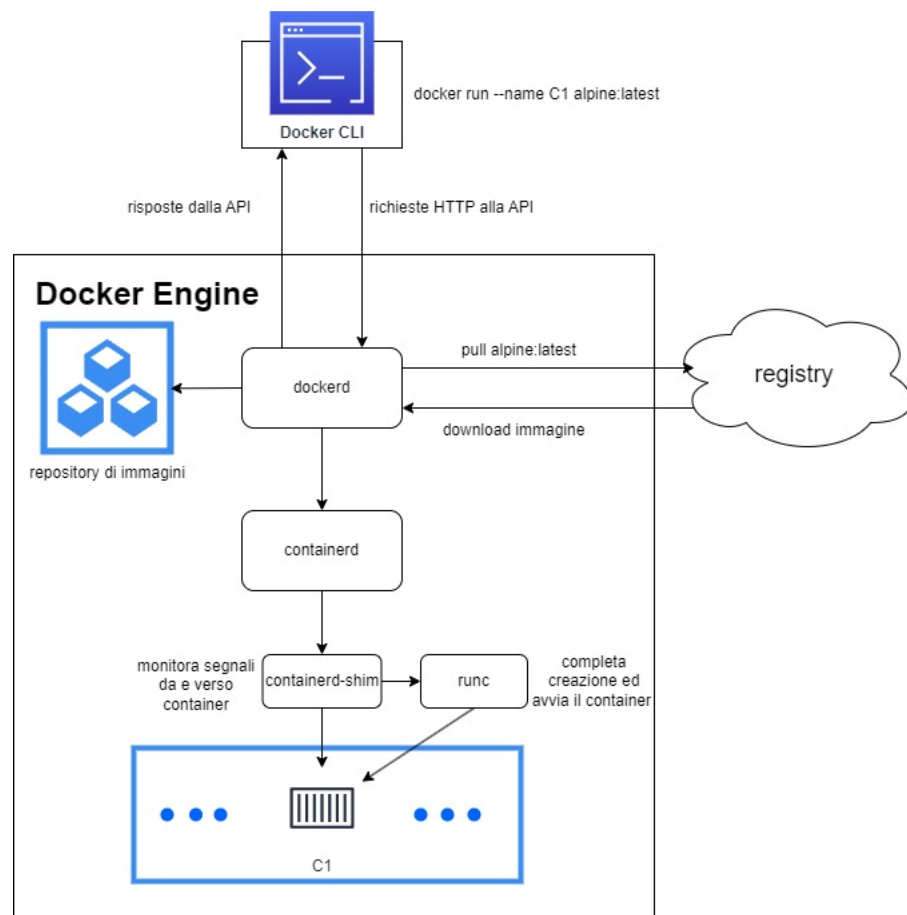 docker run --name C1 alpine:latest
Docker CLI
risposte dalla API
richieste HTTP alla API
Docker Engine
pull alpine:latest
registry
dockerd
download immagine
repository di immagini
containerd
monitora segnali
da e verso
container
containerd-shim
runc
completa
creazione ed
avvia il container
C1